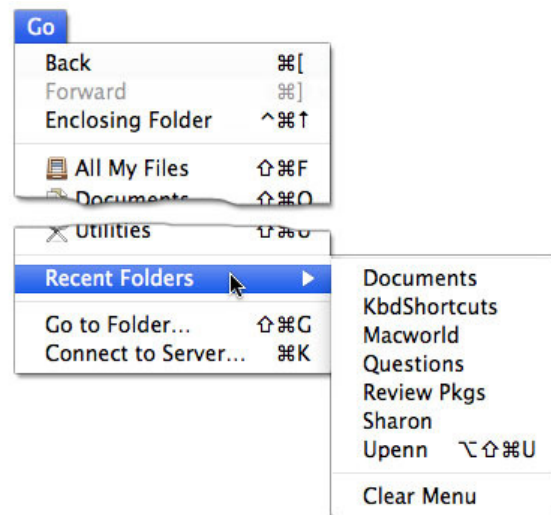 Go
Back ⌘[
Forward ⌘]
Enclosing Folder ^⌘↑
All My Files ⇧⌘F
Documents ⇧⌘O
Utilities ⇧⌘U
Recent Folders ▶
Go to Folder... ⇧⌘G
Connect to Server... ⌘K
Documents
KbdShortcuts
Macworld
Questions
Review Pkgs
Sharon
Upenn ⌥⇧⌘U
Clear Menu